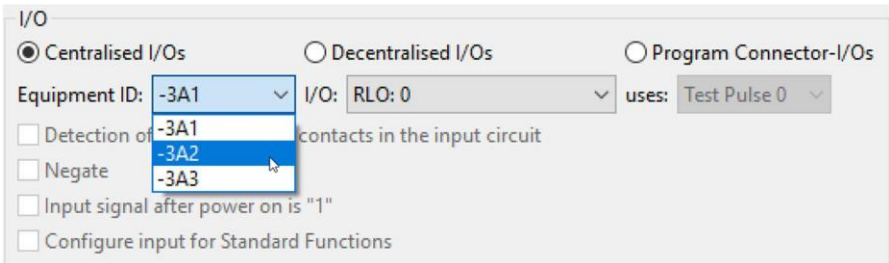 I/O
Centralised I/Os Decentralised I/Os Program Connector-I/Os
Equipment ID: -3A1 I/O: RLO: 0 uses: Test Pulse 0
Detection of -3A1 contacts in the input circuit
-3A2
Negate
-3A3
Input signal after power on is "1"
Configure input for Standard Functions